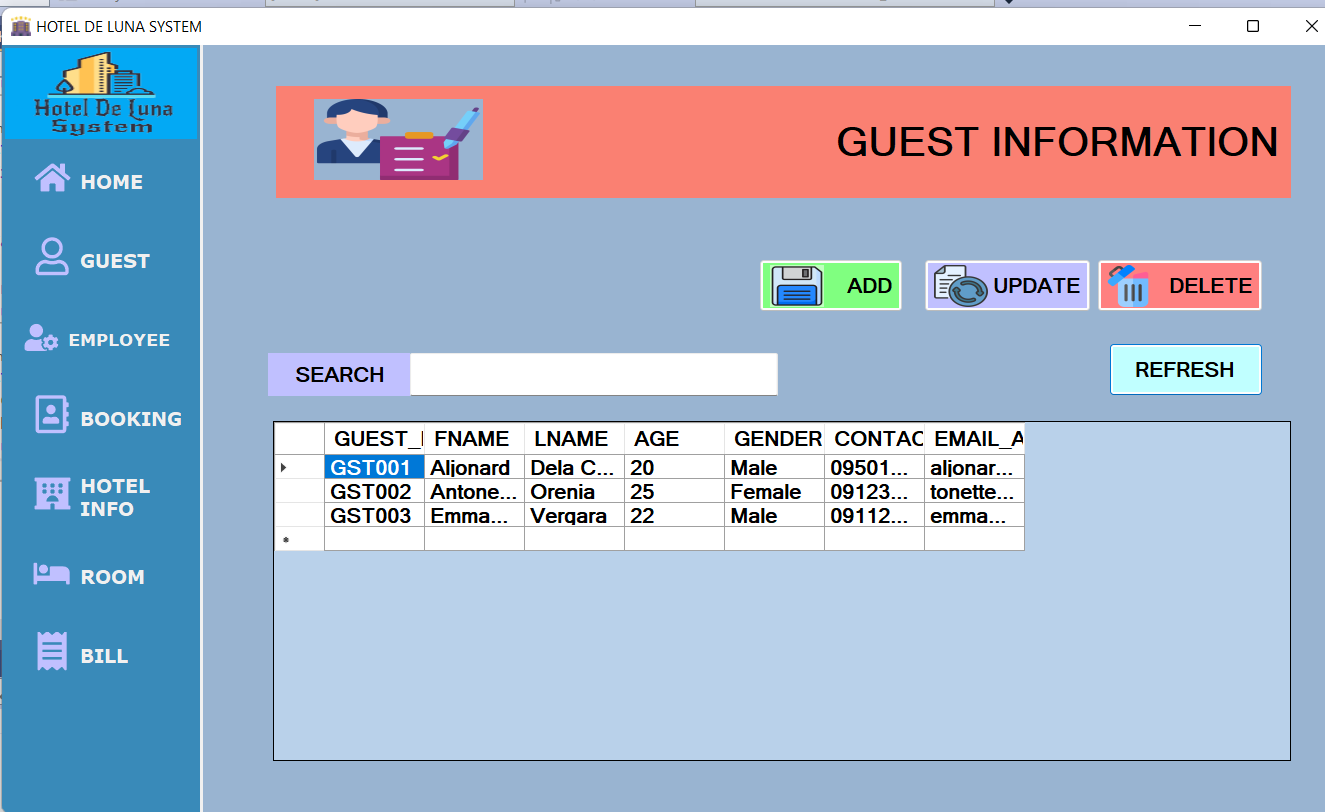 HOTEL DE LUNA SYSTEM
Hotel De Luna
System
HOME
GUEST
EMPLOYEE
BOOKING
HOTEL
INFO
ROOM
BILL
GUEST INFORMATION
ADD UPDATE DELETE
SEARCH
REFRESH
GUEST_ FNAME LNAME AGE GENDER CONTAC EMAIL_A
GST001 Aljonard Dela C... 20 Male 09501... aljonar...
GST002 Antone... Orenia 25 Female 09123... tonette...
GST003 Emma... Vergara 22 Male 09112... emma...